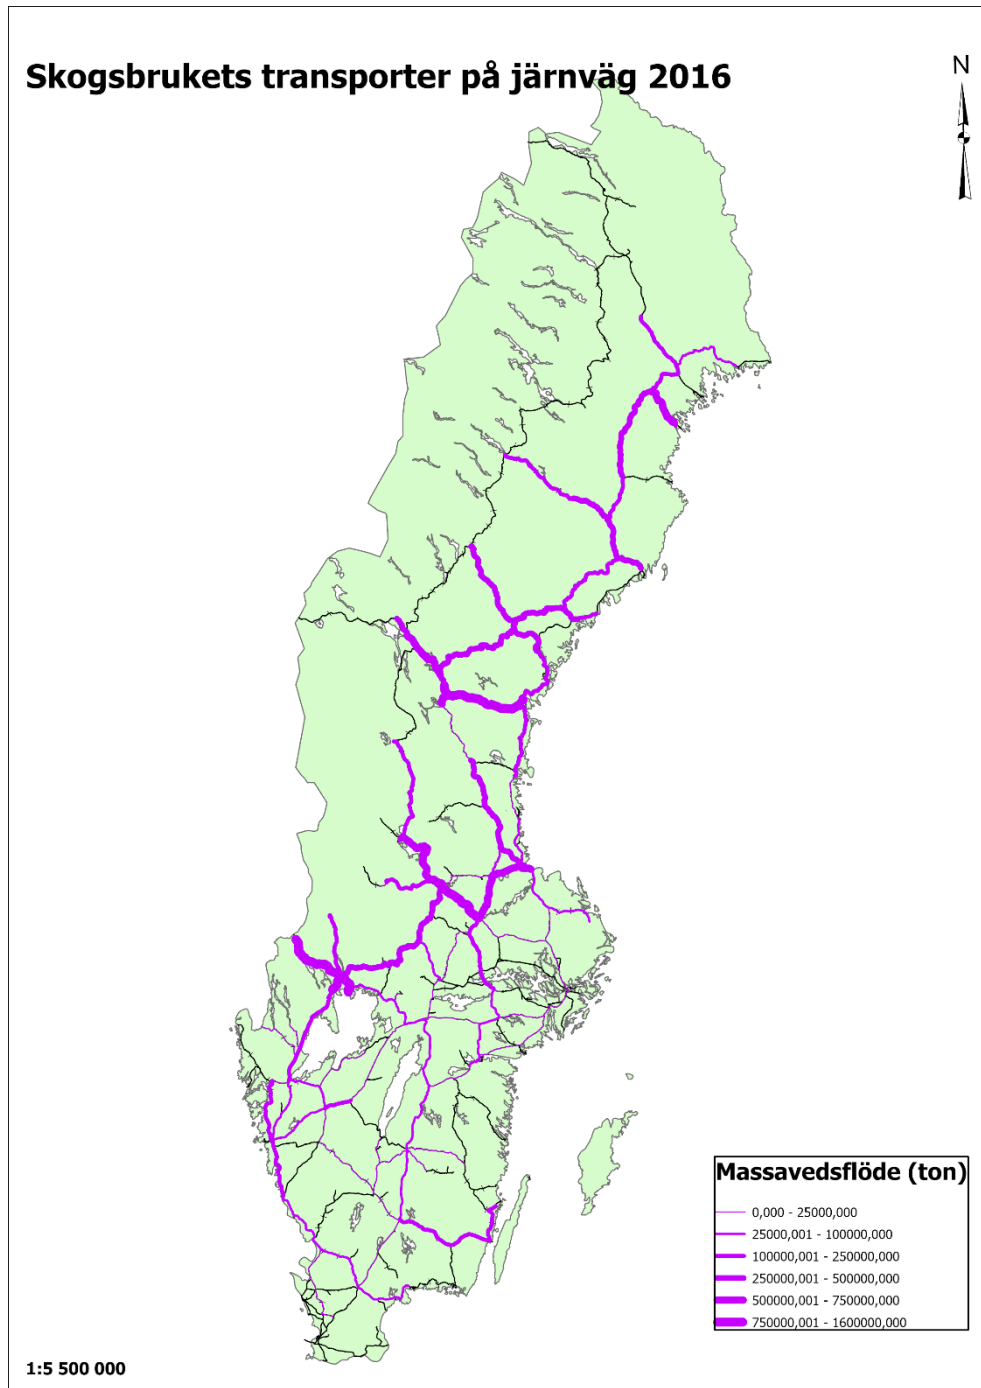 Skogsbrukets transporter på järnväg 2016
N
Massavedsflöde (ton)
0,000 - 25000,000
25000,001 - 100000,000
100000,001 - 250000,000
250000,001 - 500000,000
500000,001 - 750000,000
750000,001 - 1600000,000
1:5 500 000